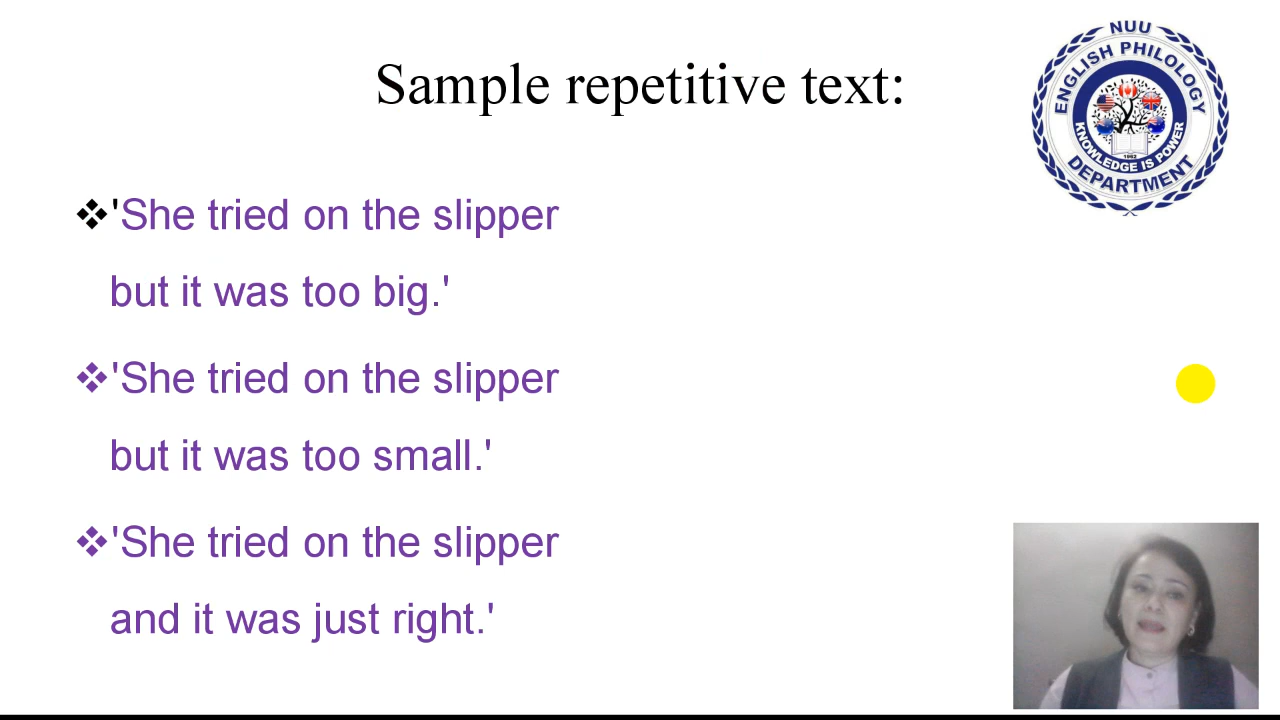 Sample repetitive text:
NUU
ENGLISH PHILOLOGY
KNOWLEDGE IS POWER
1962
DEPARTMENT
❖'She tried on the slipper
but it was too big.'
❖'She tried on the slipper
but it was too small.'
❖'She tried on the slipper
and it was just right.'